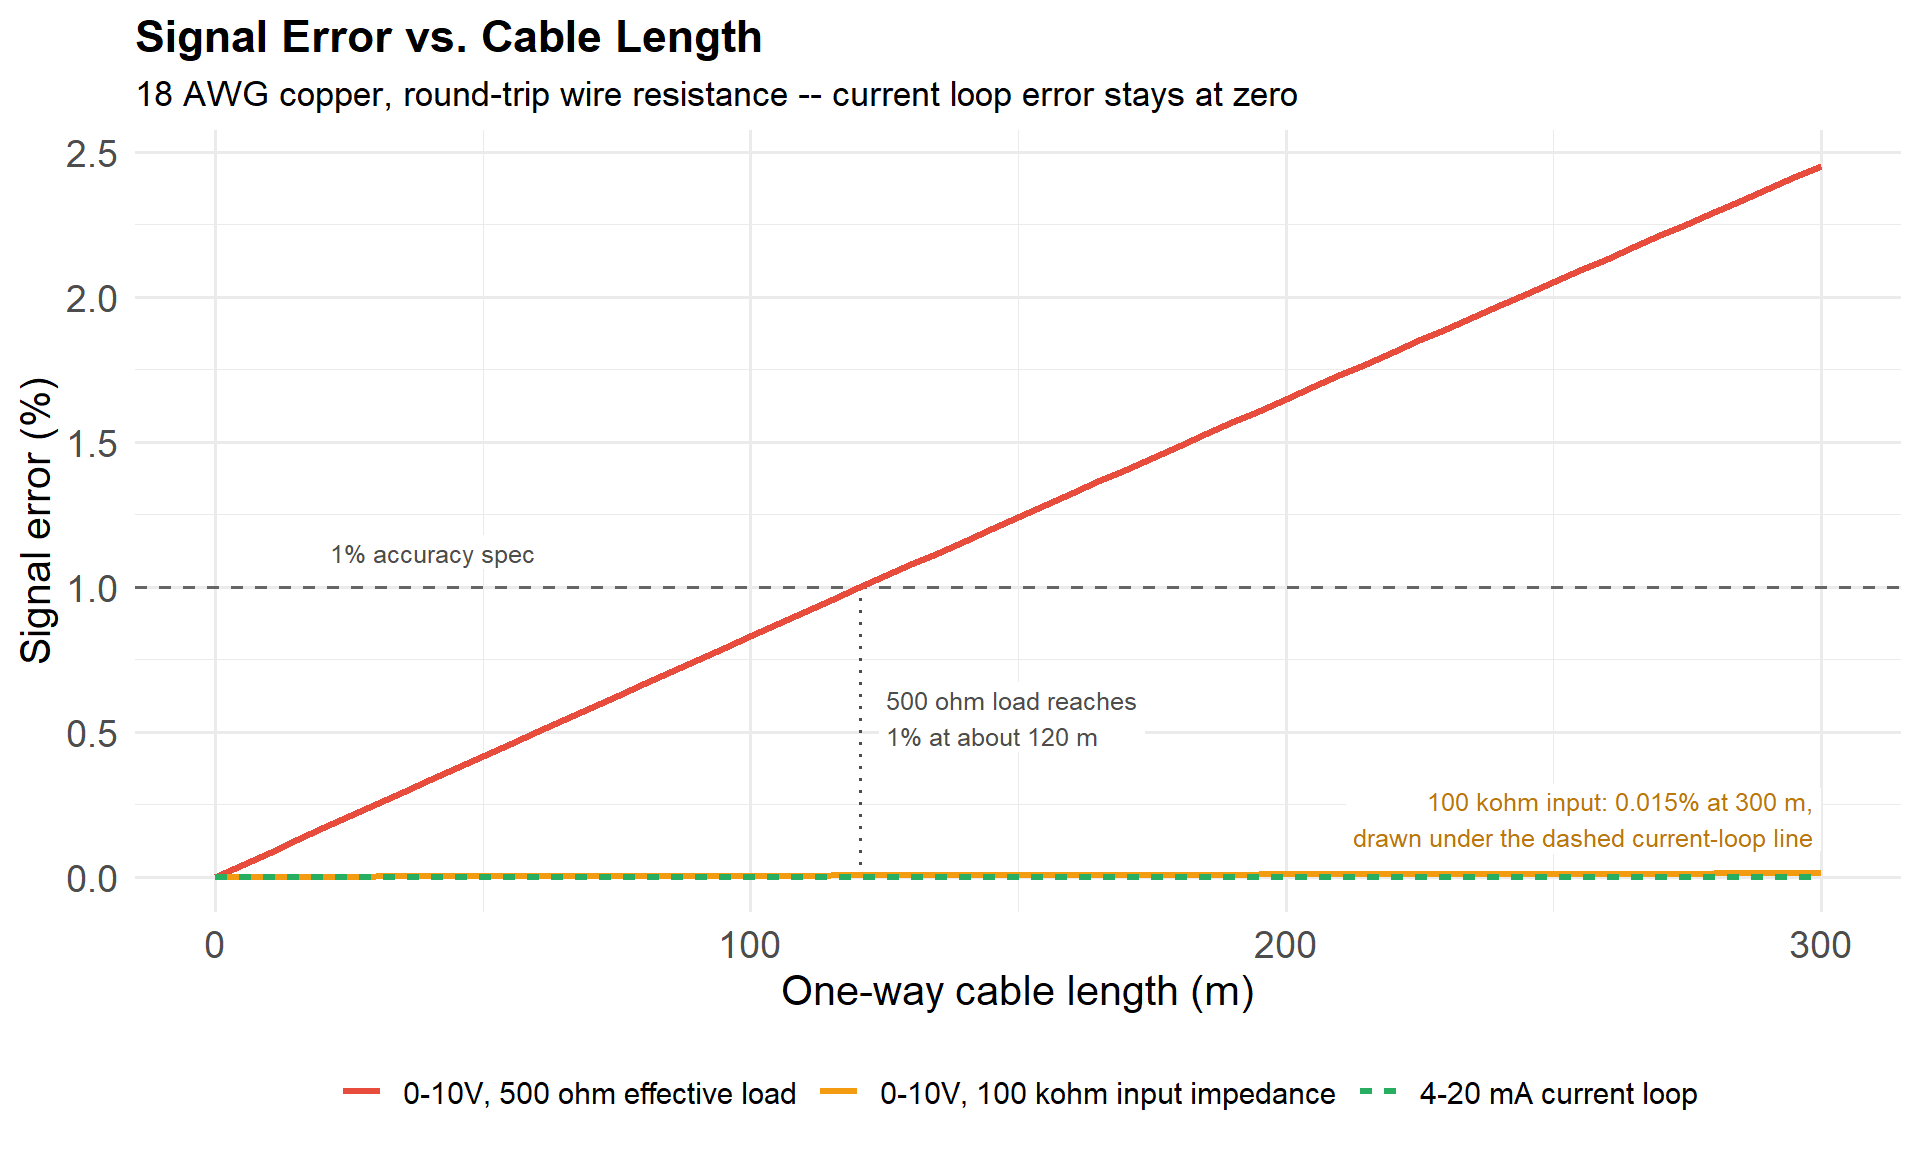 Signal Error vs. Cable Length
18 AWG copper, round-trip wire resistance -- current loop error stays at zero
Signal error (%)
2.5
2.0
1.5
1.0
0.5
0.0
1% accuracy spec
500 ohm load reaches
1% at about 120 m
100 kohm input: 0.015% at 300 m,
drawn under the dashed current-loop line
0 100 200 300
One-way cable length (m)
0-10V, 500 ohm effective load 0-10V, 100 kohm input impedance 4-20 mA current loop